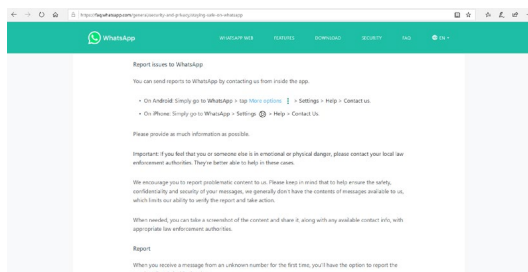 https://faq.whatsapp.com/general/security-and-privacy/staying-safe-on-whatsapp
WhatsApp
WHATSAPP WEB FEATURES DOWNLOAD SECURITY FAQ EN
Report issues to WhatsApp
You can send reports to WhatsApp by contacting us from inside the app.
• On Android: Simply go to WhatsApp > tap More options ⋮ > Settings > Help > Contact us.
• On iPhone: Simply go to WhatsApp > Settings > Help > Contact Us.
Please provide as much information as possible.
Important: If you feel that you or someone else is in emotional or physical danger, please contact your local law
enforcement authorities. They're better able to help in these cases.
We encourage you to report problematic content to us. Please keep in mind that to help ensure the safety,
confidentiality and security of your messages, we generally don't have the contents of messages available to us,
which limits our ability to verify the report and take action.
When needed, you can take a screenshot of the content and share it, along with any available contact info, with
appropriate law enforcement authorities.
Report
When you receive a message from an unknown number for the first time, you'll have the option to report the